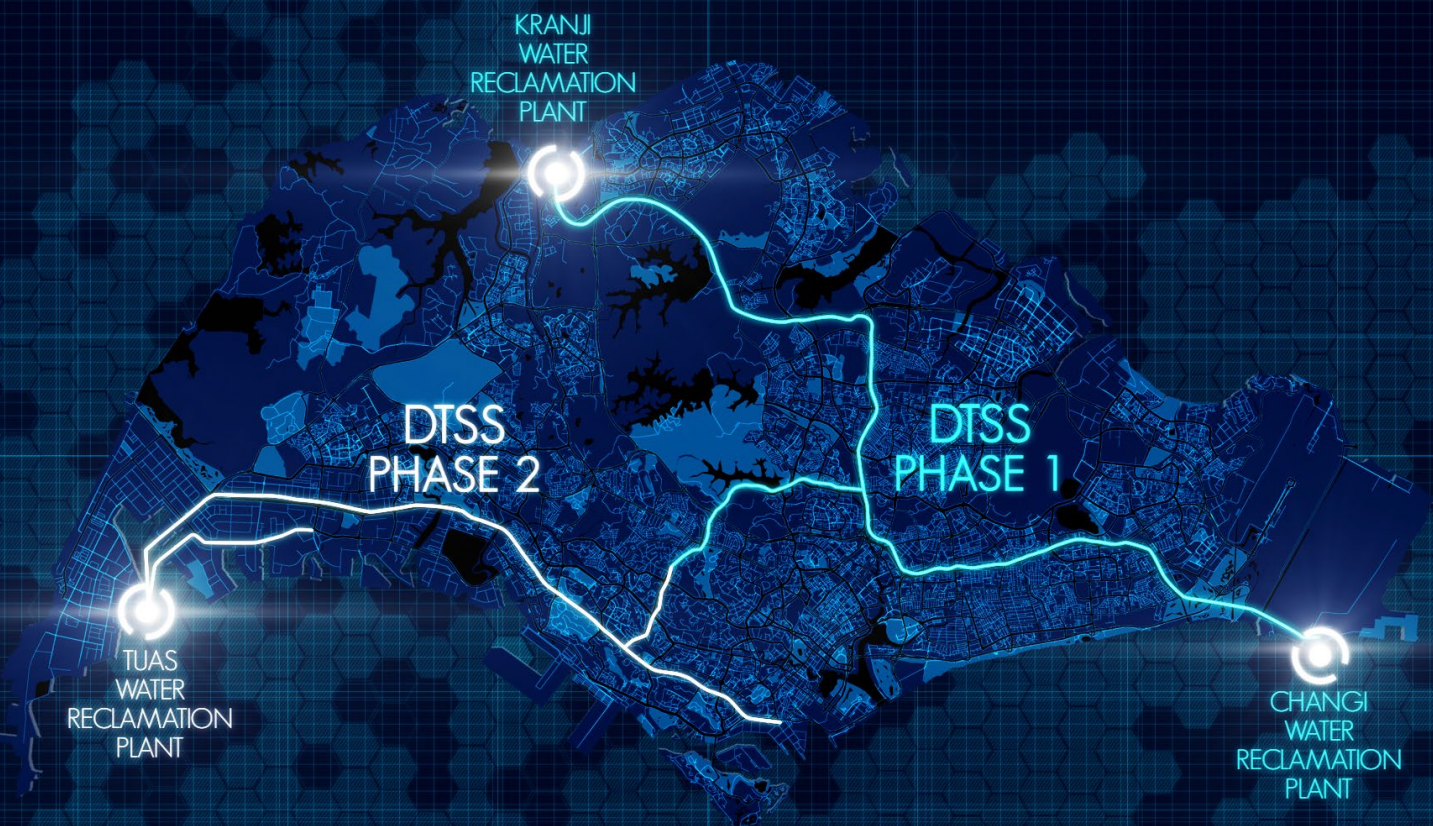 KRANJI
WATER
RECLAMATION
PLANT
DTSS
PHASE 2
DTSS
PHASE 1
TUAS
WATER
RECLAMATION
PLANT
CHANGI
WATER
RECLAMATION
PLANT